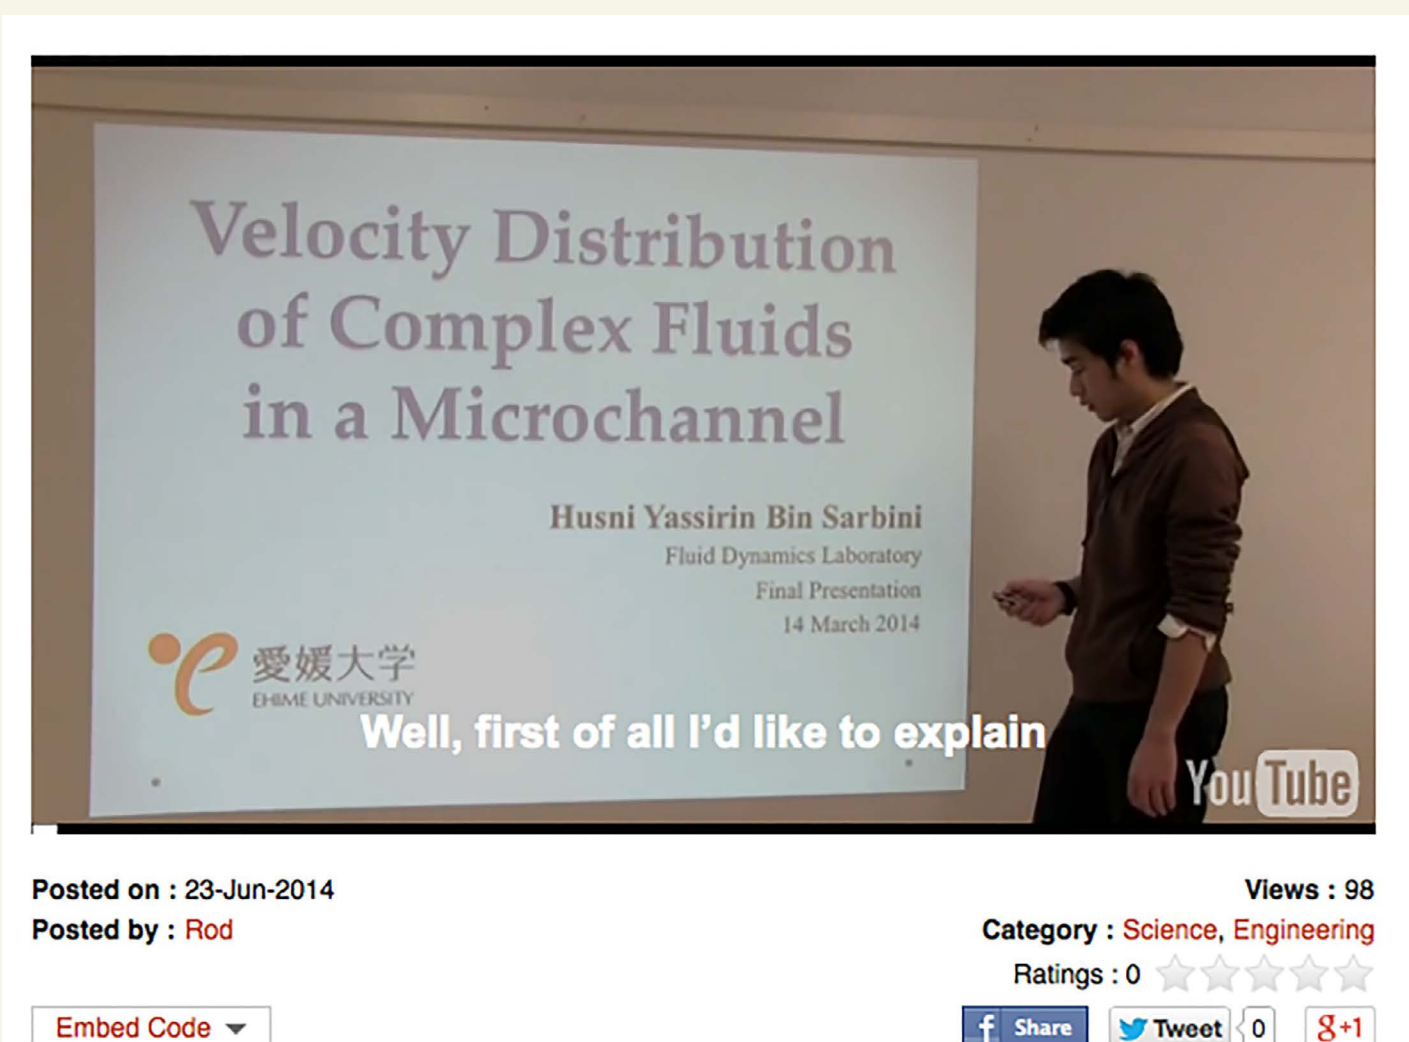 Velocity Distribution
of Complex Fluids
in a Microchannel
Husni Yassirin Bin Sarbini
Fluid Dynamics Laboratory
Final Presentation
14 March 2014
愛媛大学
EHIME UNIVERSITY
Well, first of all I'd like to explain
YouTube
Posted on : 23-Jun-2014
Views : 98
Posted by : Rod
Category : Science, Engineering
Ratings : 0
Embed Code
f Share
Tweet
0
g+1